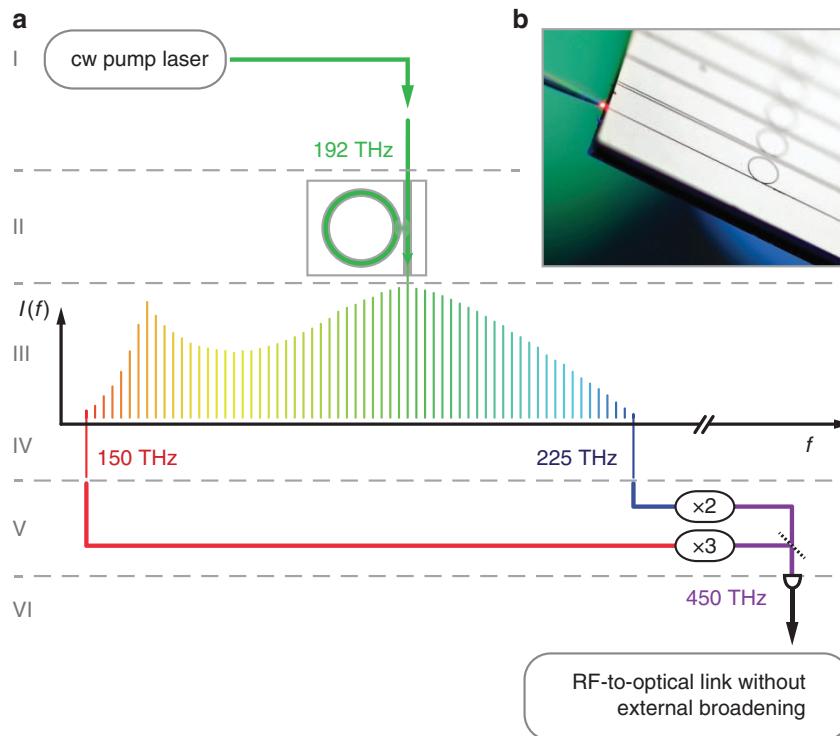 a
b
I
cw pump laser
192 THz
II
I(f)
III
f
IV
150 THz
225 THz
V
×2
×3
VI
450 THz
RF-to-optical link without
external broadening